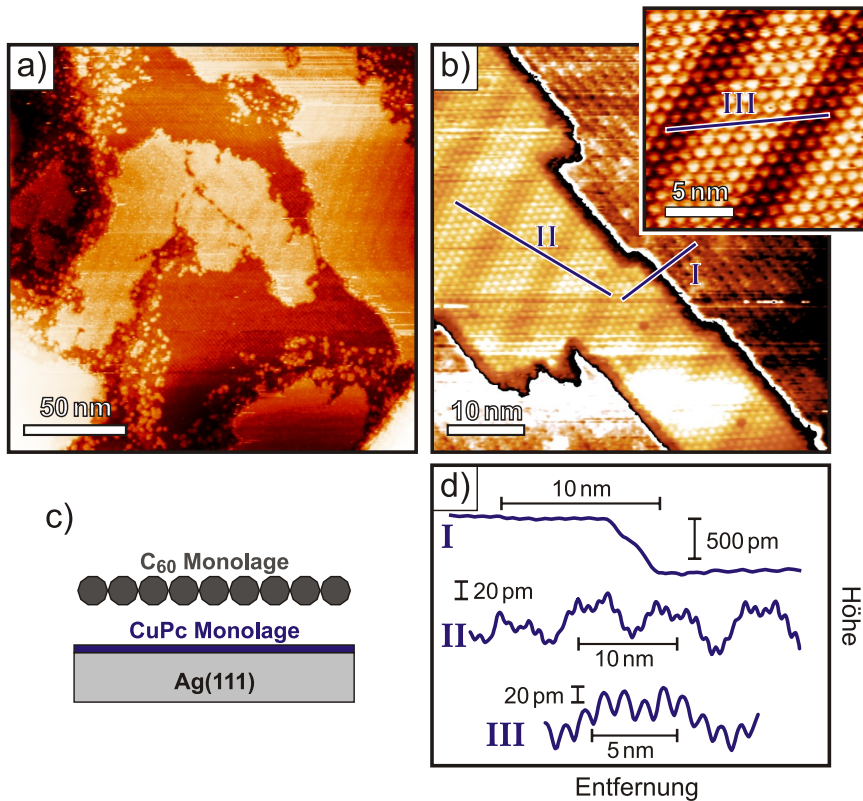 a)
50 nm
b)
II
I
10 nm
III
5 nm
c)
C60 Monolage
CuPc Monolage
Ag(111)
d)
10 nm
I
500 pm
20 pm
II
10 nm
20 pm
III
5 nm
Höhe
Entfernung